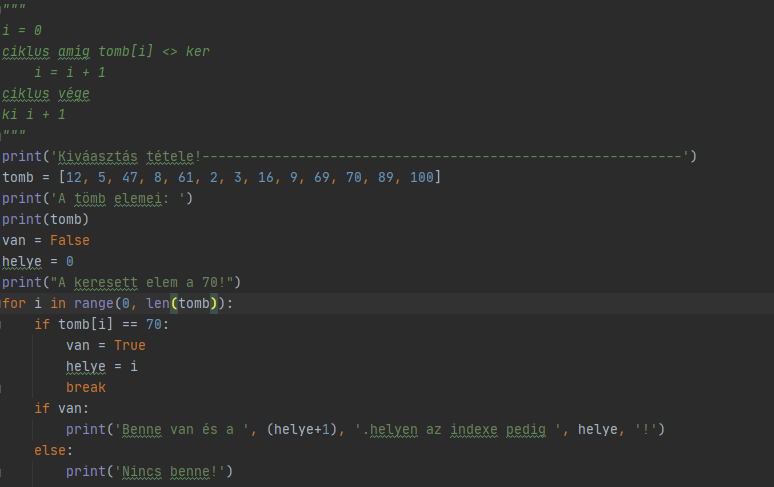 """
i = 0
ciklus amig tomb[i] <> ker
    i = i + 1
ciklus vége
ki i + 1
"""
print('Kiváasztás tétele!------------------------------------------------------------')
tomb = [12, 5, 47, 8, 61, 2, 3, 16, 9, 69, 70, 89, 100]
print('A tömb elemei: ')
print(tomb)
van = False
helye = 0
print("A keresett elem a 70!")
for i in range(0, len(tomb)):
    if tomb[i] == 70:
        van = True
        helye = i
        break
    if van:
        print('Benne van és a ', (helye+1), '.helyen az indexe pedig ', helye, '!')
    else:
        print('Nincs benne!')